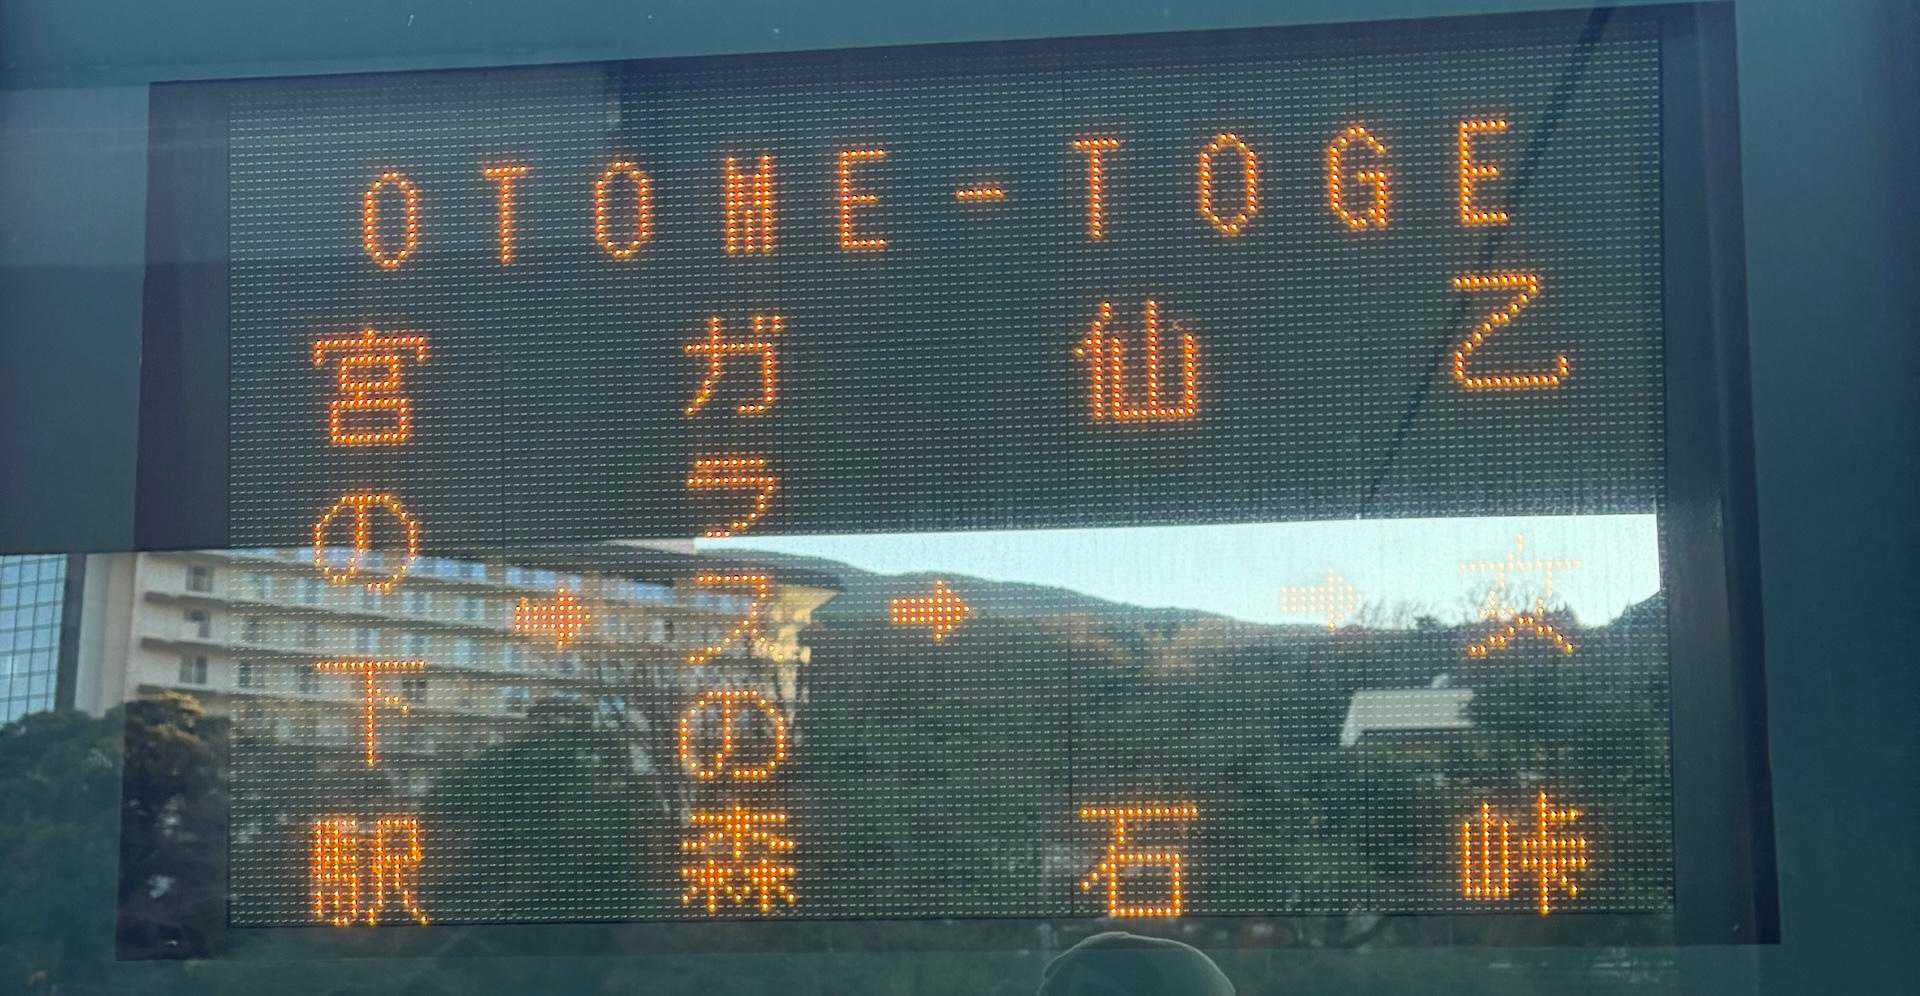 OTOME-TOGE
宮の下駅
→
ガラスの森
→
仙石
→
乙女峠